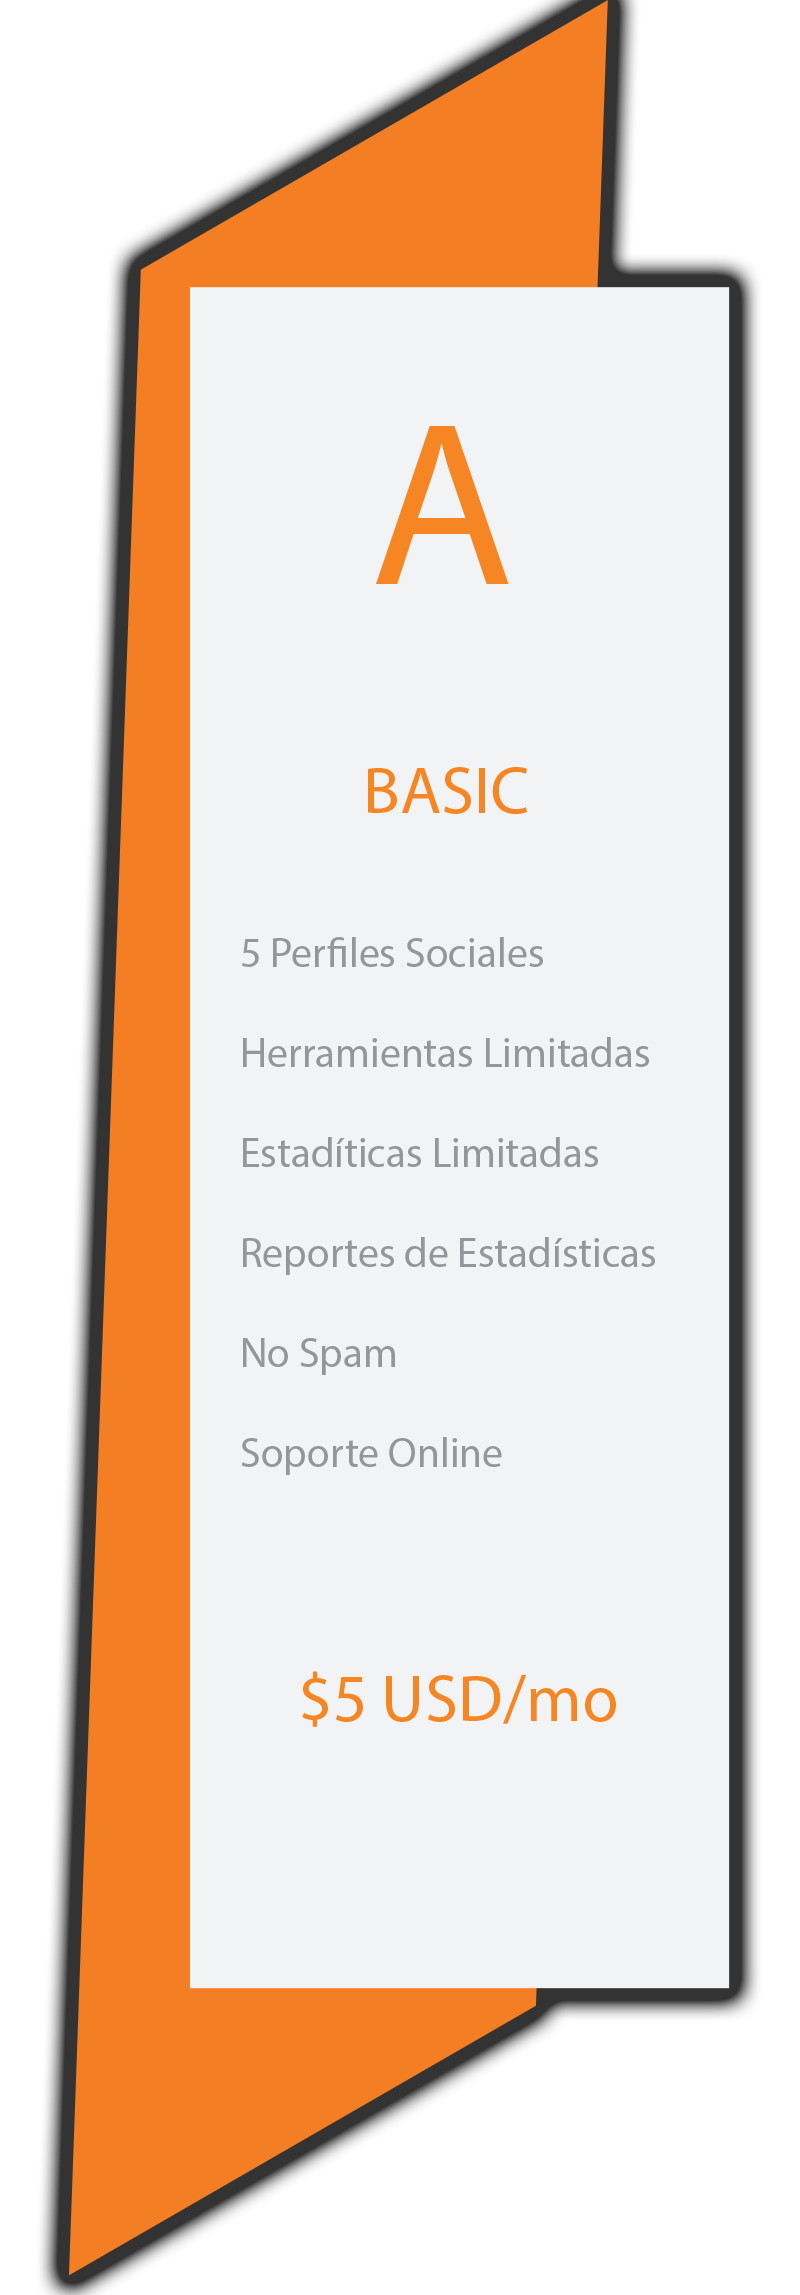 A
BASIC
5 Perfiles Sociales
Herramientas Limitadas
Estadíticas Limitadas
Reportes de Estadísticas
No Spam
Soporte Online
$5 USD/mo